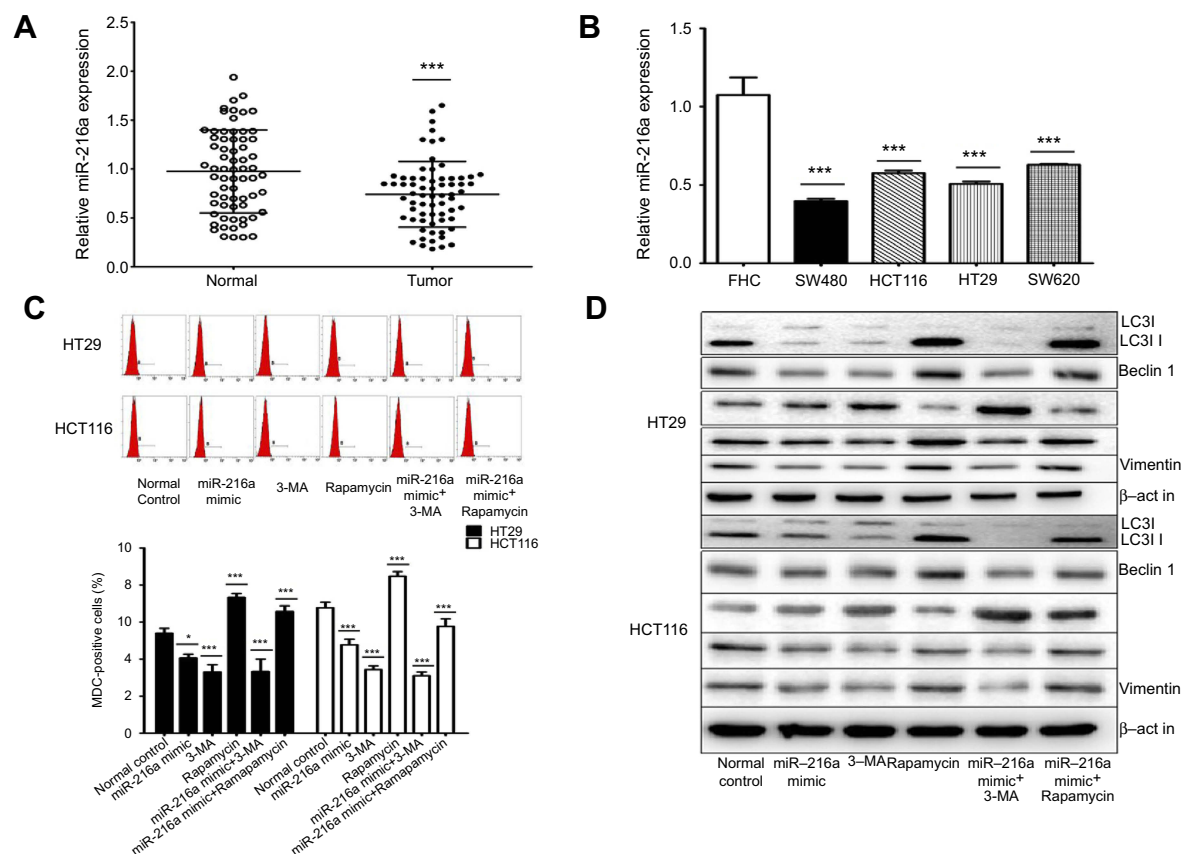 A
Relative miR-216a expression
2.5
2.0
1.5
1.0
0.5
0.0
***
Normal
Tumor
B
Relative miR-216a expression
1.5
1.0
0.5
0.0
***
***
***
***
FHC
SW480
HCT116
HT29
SW620
C
HT29
HCT116
Normal
Control
miR-216a
mimic
3-MA
Rapamycin
miR-216a
mimic+
3-MA
miR-216a
mimic+
Rapamycin
HT29
HCT116
MDC-positive cells (%)
10
8
10
4
2
0
*
***
***
***
***
***
***
***
***
***
Normal control
miR-216a mimic
3-MA
Rapamycin
miR-216a mimic+3-MA
miR-216a mimic+Ramapamycin
Normal control
miR-216a mimic
3-MA
Rapamycin
miR-216a mimic+3-MA
miR-216a mimic+Ramapamycin
D
HT29
LC3I
LC3I I
Beclin 1
Vimentin
β–act in
HCT116
LC3I
LC3I I
Beclin 1
Vimentin
β–act in
Normal
control
miR–216a
mimic
3–MA
Rapamycin
miR–216a
mimic+
3–MA
miR–216a
mimic+
Rapamycin